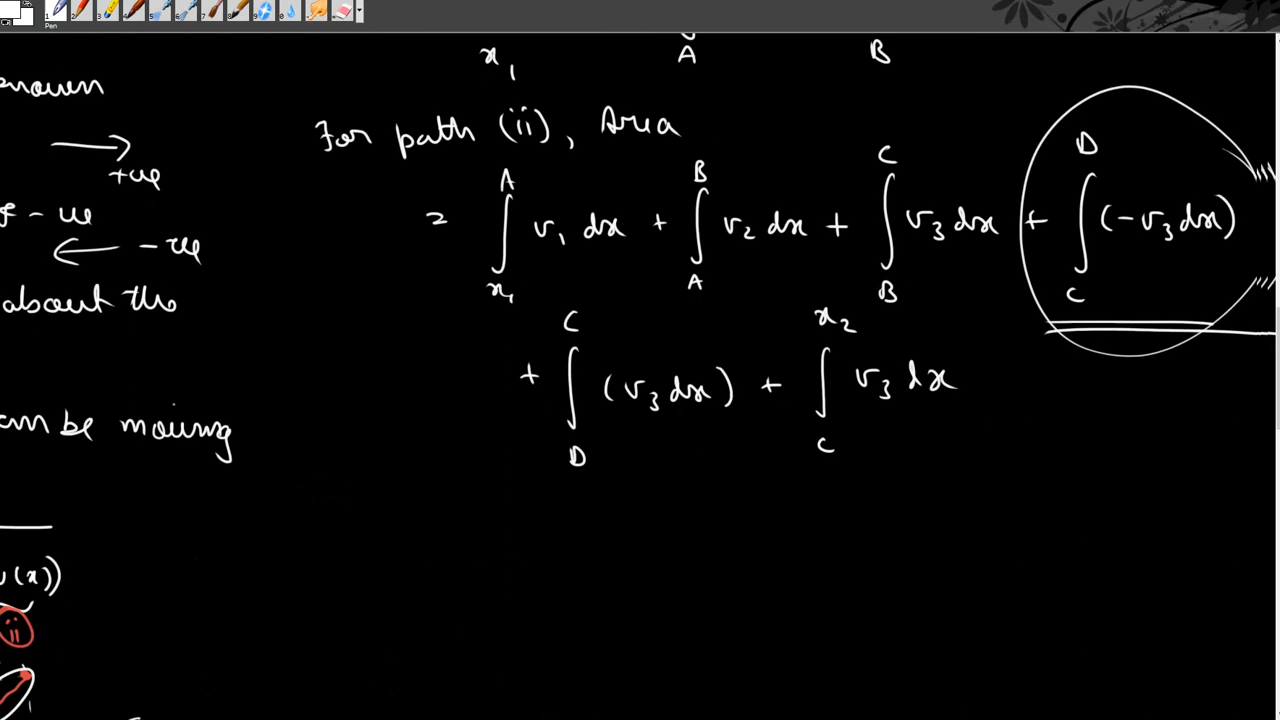 x₁ A B
For path (ii), Area
= ∫_{x₁}^{A} v₁ dx + ∫_{A}^{B} v₂ dx + ∫_{B}^{C} v₃ dx + ∫_{C}^{D} (-v₃ dx)
+ ∫_{D}^{C} (v₃ dx) + ∫_{C}^{x₂} v₃ dx
+ve
- ve
- ve
about the
can be moving
(x))
ii